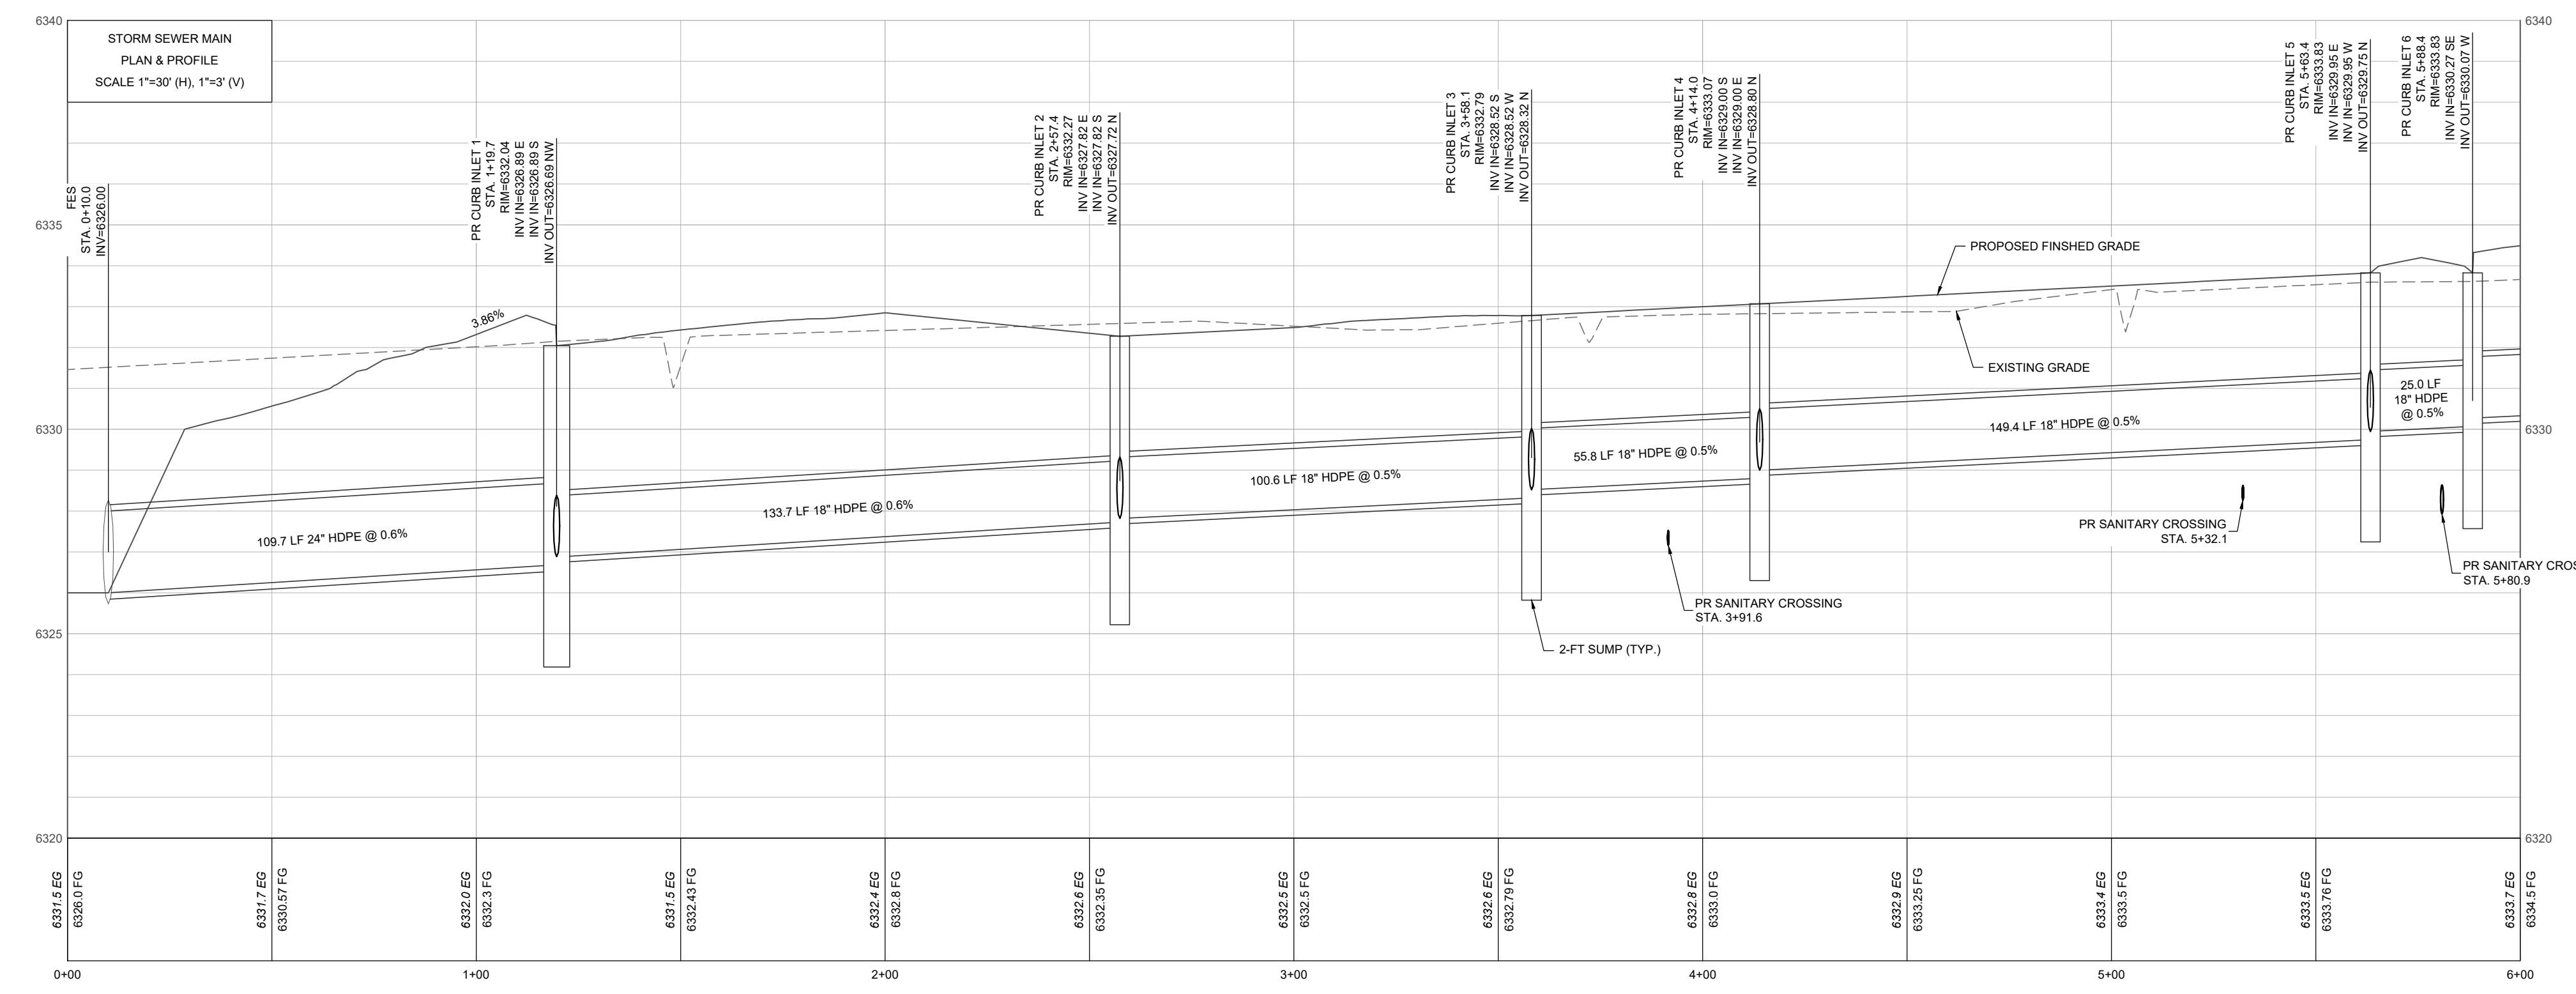 6340
STORM SEWER MAIN
PLAN & PROFILE
SCALE 1"=30' (H), 1"=3' (V)
6340
FES
STA. 0+10.0
INV=6326.00
PR CURB INLET 1
STA. 1+19.7
RIM=6332.04
INV IN=6326.89 E
INV IN=6326.89 S
INV OUT=6326.69 NW
PR CURB INLET 2
STA. 2+57.4
RIM=6332.27
INV IN=6327.82 E
INV IN=6327.82 S
INV OUT=6327.72 N
PR CURB INLET 3
STA. 3+58.1
RIM=6332.79
INV IN=6328.52 S
INV IN=6328.52 W
INV OUT=6328.32 N
PR CURB INLET 4
STA. 4+14.0
RIM=6333.07
INV IN=6329.00 S
INV IN=6329.00 E
INV OUT=6328.80 N
PR CURB INLET 5
STA. 5+63.4
RIM=6333.83
INV IN=6329.95 E
INV IN=6329.95 W
INV OUT=6329.75 N
PR CURB INLET 6
STA. 5+88.4
RIM=6333.83
INV IN=6330.27 SE
INV OUT=6330.07 W
6335
PROPOSED FINSHED GRADE
3.86%
EXISTING GRADE
6330
6330
109.7 LF 24" HDPE @ 0.6%
133.7 LF 18" HDPE @ 0.6%
100.6 LF 18" HDPE @ 0.5%
55.8 LF 18" HDPE @ 0.5%
149.4 LF 18" HDPE @ 0.5%
25.0 LF
18" HDPE
@ 0.5%
PR SANITARY CROSSING
STA. 5+32.1
PR SANITARY CROS
STA. 5+80.9
PR SANITARY CROSSING
STA. 3+91.6
2-FT SUMP (TYP.)
6325
6320
6320
6331.5 EG
6326.0 FG
6331.7 EG
6330.57 FG
6332.0 EG
6332.3 FG
6331.5 EG
6332.43 FG
6332.4 EG
6332.8 FG
6332.6 EG
6332.35 FG
6332.5 EG
6332.5 FG
6332.6 EG
6332.79 FG
6332.8 EG
6333.0 FG
6332.9 EG
6333.25 FG
6333.4 EG
6333.5 FG
6333.5 EG
6333.76 FG
6333.7 EG
6334.5 FG
0+00
1+00
2+00
3+00
4+00
5+00
6+00